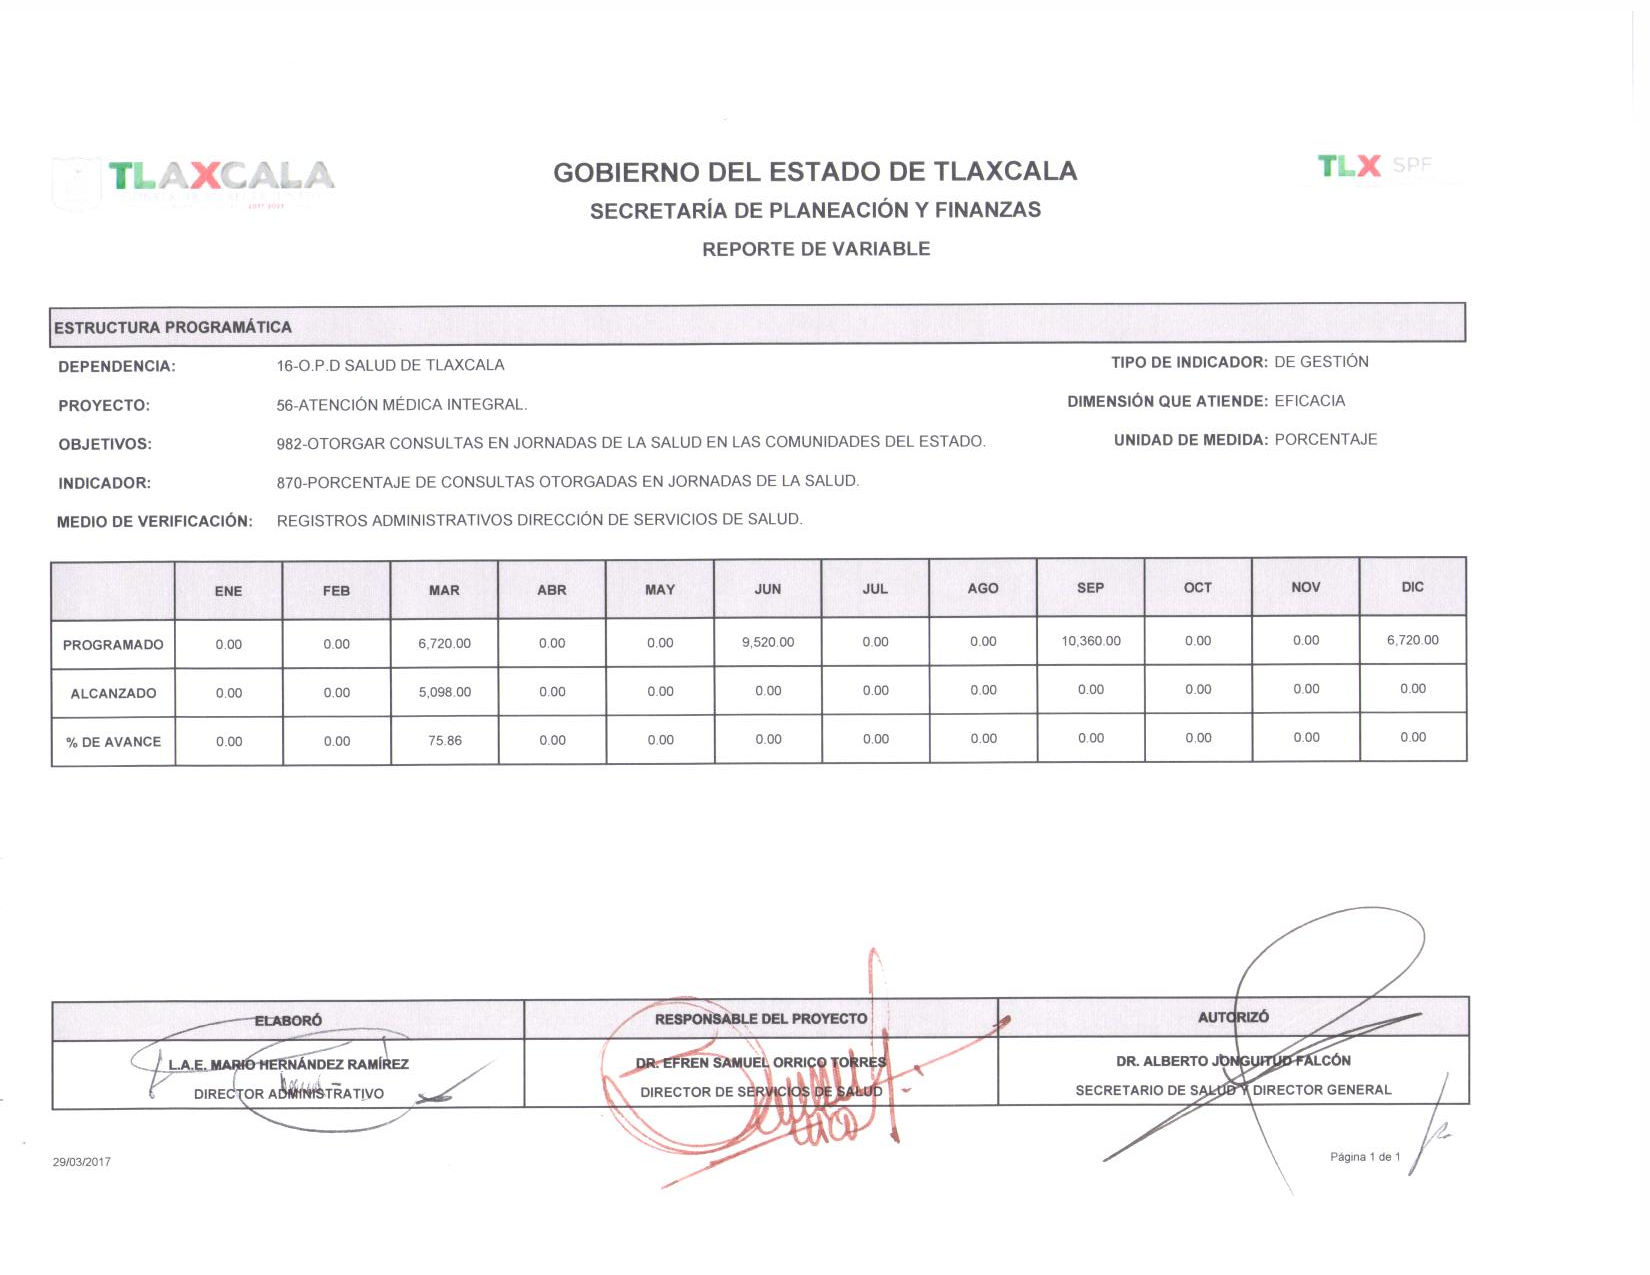 TLAXCALA
GOBIERNO DEL ESTADO DE TLAXCALA
TLX SPF
SECRETARÍA DE PLANEACIÓN Y FINANZAS
REPORTE DE VARIABLE
ESTRUCTURA PROGRAMÁTICA
DEPENDENCIA: 16-O.P.D SALUD DE TLAXCALA TIPO DE INDICADOR: DE GESTIÓN
PROYECTO: 56-ATENCIÓN MÉDICA INTEGRAL. DIMENSIÓN QUE ATIENDE: EFICACIA
OBJETIVOS: 982-OTORGAR CONSULTAS EN JORNADAS DE LA SALUD EN LAS COMUNIDADES DEL ESTADO. UNIDAD DE MEDIDA: PORCENTAJE
INDICADOR: 870-PORCENTAJE DE CONSULTAS OTORGADAS EN JORNADAS DE LA SALUD.
MEDIO DE VERIFICACIÓN: REGISTROS ADMINISTRATIVOS DIRECCIÓN DE SERVICIOS DE SALUD.
ENE FEB MAR ABR MAY JUN JUL AGO SEP OCT NOV DIC
PROGRAMADO 0.00 0.00 6,720.00 0.00 0.00 9,520.00 0.00 0.00 10,360.00 0.00 0.00 6,720.00
ALCANZADO 0.00 0.00 5,098.00 0.00 0.00 0.00 0.00 0.00 0.00 0.00 0.00 0.00
% DE AVANCE 0.00 0.00 75.86 0.00 0.00 0.00 0.00 0.00 0.00 0.00 0.00 0.00
ELABORÓ RESPONSABLE DEL PROYECTO AUTORIZÓ
L.A.E. MARIO HERNÁNDEZ RAMÍREZ DR. EFREN SAMUEL ORRICO TORRES DR. ALBERTO JONGUITUD FALCÓN
DIRECTOR ADMINISTRATIVO DIRECTOR DE SERVICIOS DE SALUD SECRETARIO DE SALUD Y DIRECTOR GENERAL
29/03/2017 Página 1 de 1